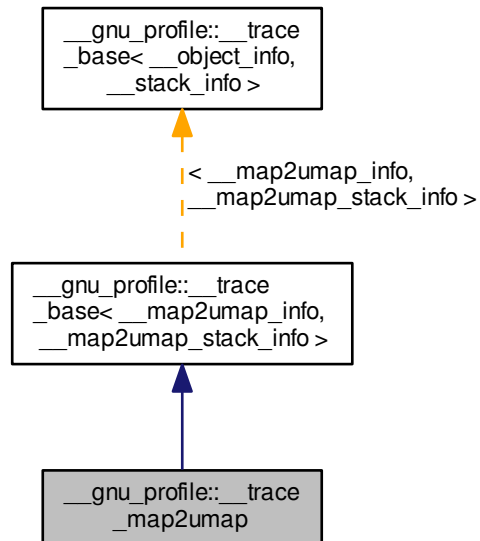 __gnu_profile::__trace
_base< __object_info,
__stack_info >
< __map2umap_info,
__map2umap_stack_info >
__gnu_profile::__trace
_base< __map2umap_info,
__map2umap_stack_info >
__gnu_profile::__trace
_map2umap